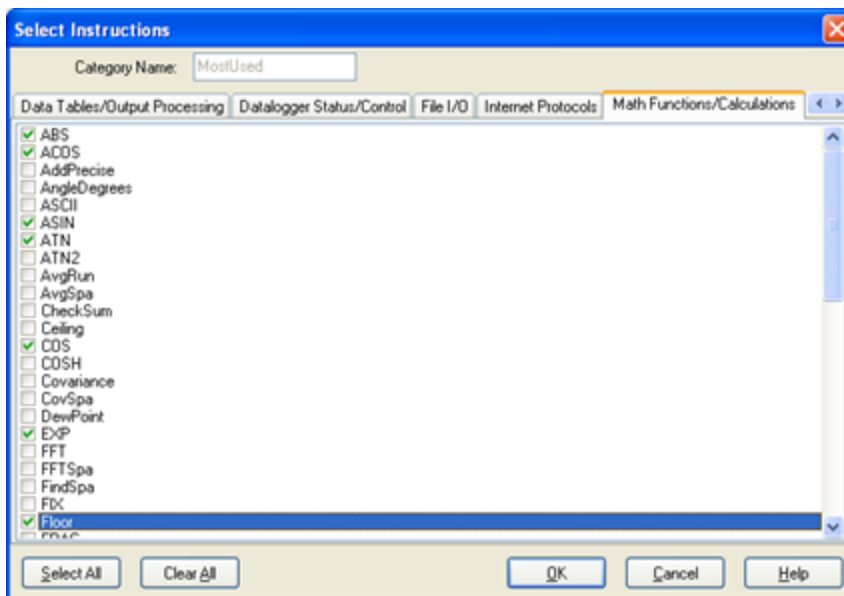 Select Instructions
Category Name: MostUsed
Data Tables/Output Processing Datalogger Status/Control File I/O Internet Protocols Math Functions/Calculations
ABS
ACOS
AddPrecise
AngleDegrees
ASCII
ASIN
ATN
ATN2
AvgRun
AvgSpa
CheckSum
Ceiling
COS
COSH
Covariance
CovSpa
DewPoint
EXP
FFT
FFTSpa
FindSpa
FIX
Floor
Select All Clear All OK Cancel Help